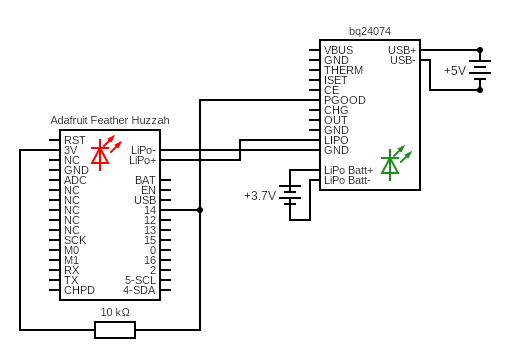 bq24074
VBUS USB+
GND USB-
THERM
ISET
CE
PGOOD
CHG
OUT
GND
LIPO
GND
LiPo Batt+
LiPo Batt-
+5V
+3.7V
Adafruit Feather Huzzah
RST
3V LiPo-
NC LiPo+
GND
ADC BAT
NC EN
NC USB
NC 14
NC 12
NC 13
SCK 15
M0 0
M1 16
RX 2
TX 5-SCL
CHPD 4-SDA
10 kΩ